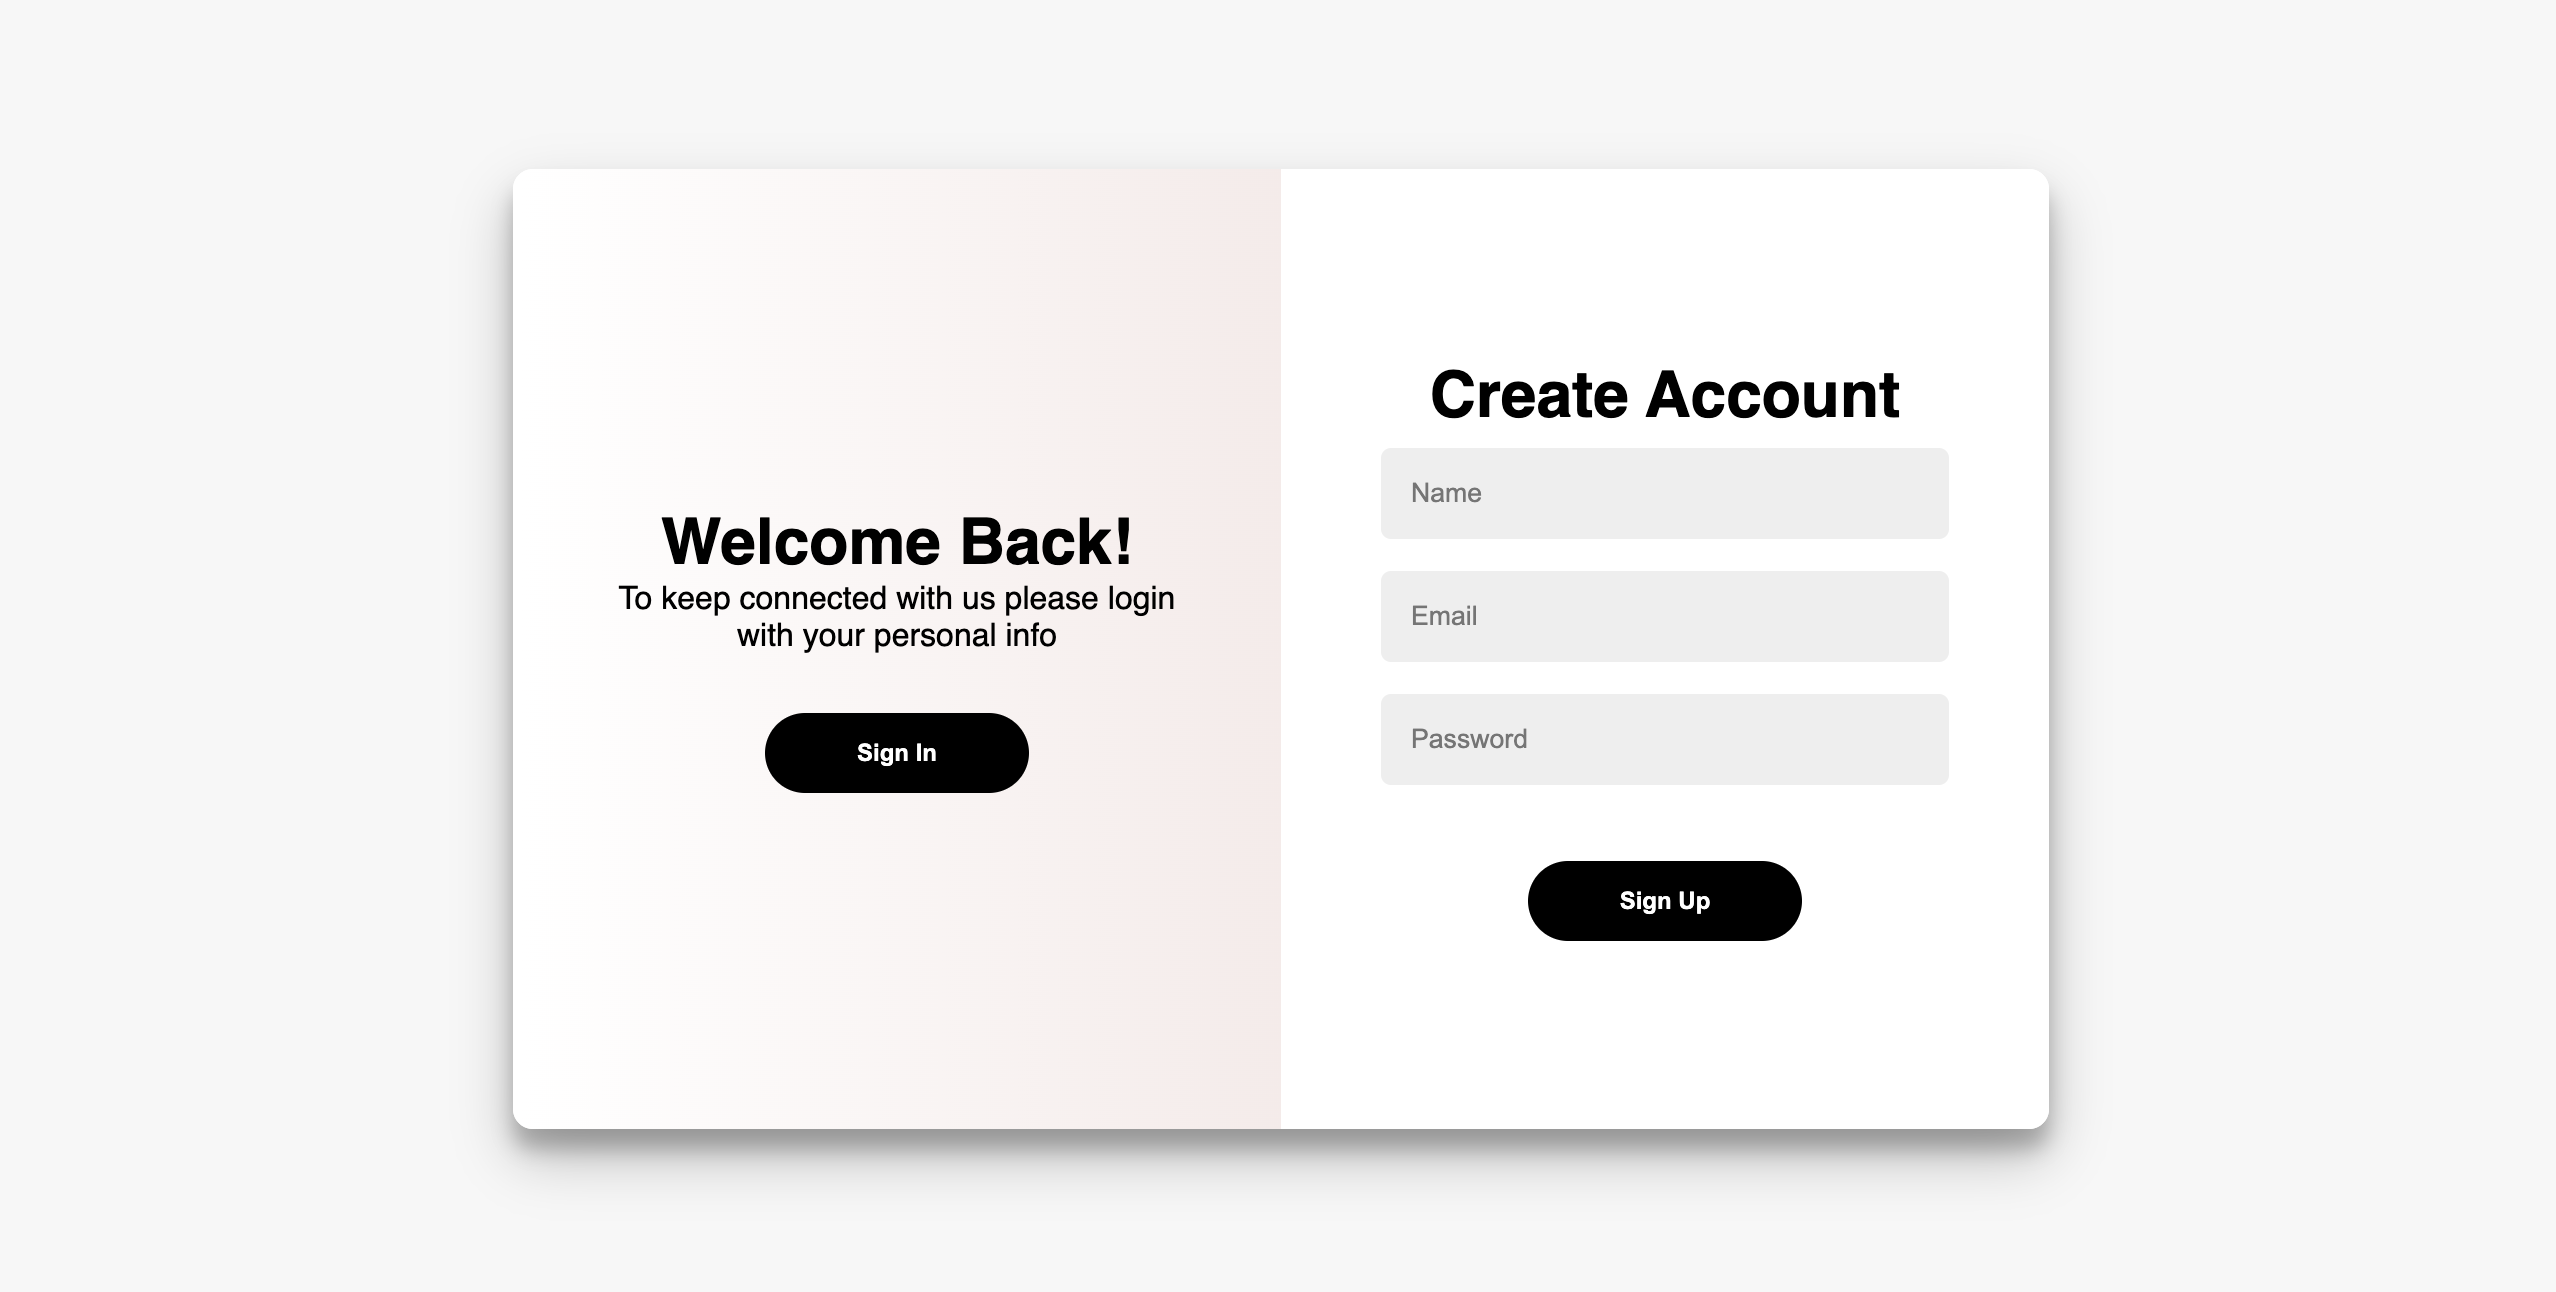 Welcome Back!
To keep connected with us please login
with your personal info
Sign In
Create Account
Name
Email
Password
Sign Up